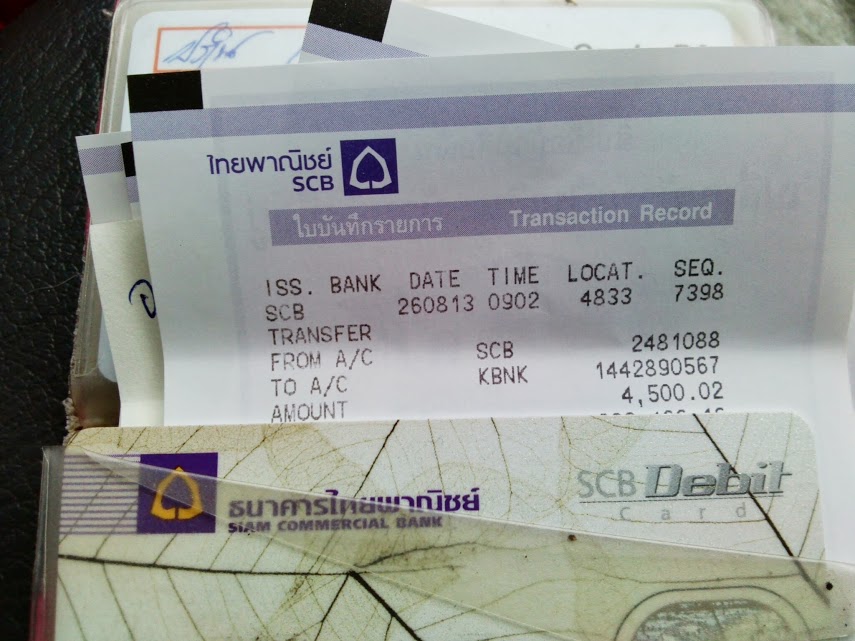 ไทยพาณิชย์
SCB
ใบบันทึกรายการ Transaction Record
ISS. BANK DATE TIME LOCAT. SEQ.
SCB 260813 0902 4833 7398
TRANSFER
FROM A/C SCB 2481088
TO A/C KBNK 1442890567
AMOUNT 4,500.02
ธนาคารไทยพาณิชย์
SIAM COMMERCIAL BANK
SCB Debit
Card